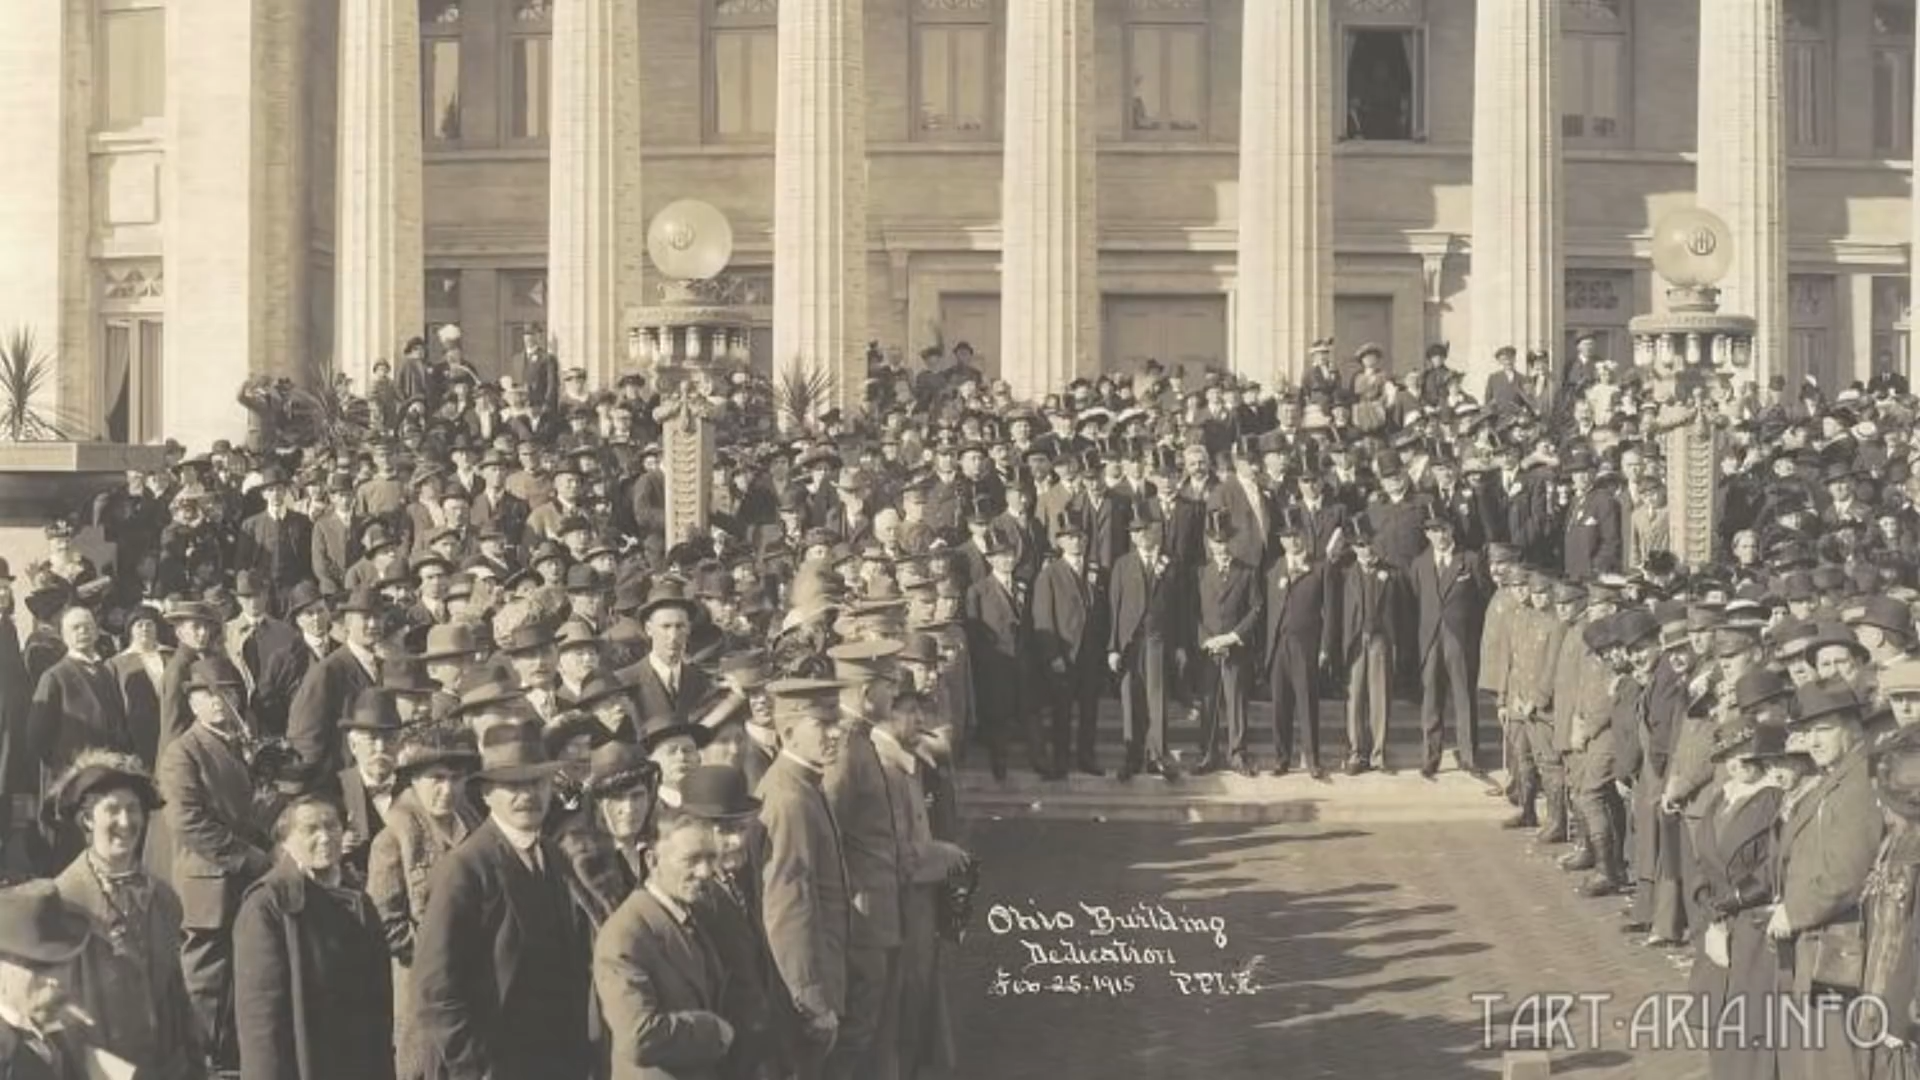 Ohio Building
Dedication
Feb-25-1915 P.P.I.E.
TART-ARIA.INFO